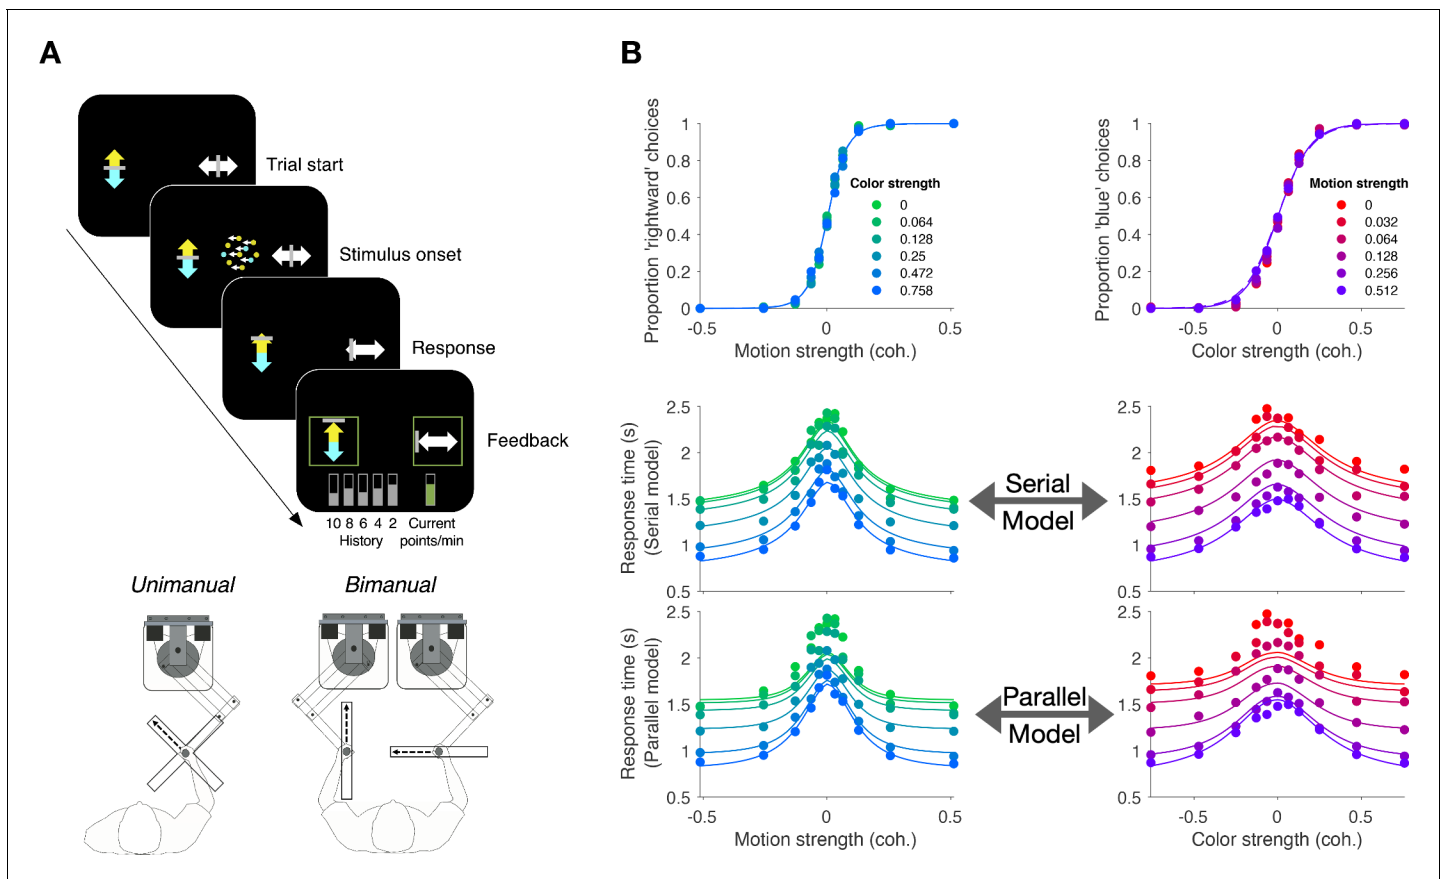 A
Trial start
Stimulus onset
Response
Feedback
10 8 6 4 2
History
Current
points/min
Unimanual
Bimanual
B
Proportion 'rightward' choices
1
0.8
0.6
0.4
0.2
0
-0.5
0
0.5
Motion strength (coh.)
Color strength
0
0.064
0.128
0.25
0.472
0.758
Proportion 'blue' choices
1
0.8
0.6
0.4
0.2
0
-0.5
0
0.5
Color strength (coh.)
Motion strength
0
0.032
0.064
0.128
0.256
0.512
Response time (s)
(Serial model)
2.5
2
1.5
1
0.5
Serial
Model
2.5
2
1.5
1
0.5
Response time (s)
(Parallel model)
2.5
2
1.5
1
0.5
-0.5
0
0.5
Motion strength (coh.)
Parallel
Model
2.5
2
1.5
1
0.5
-0.5
0
0.5
Color strength (coh.)